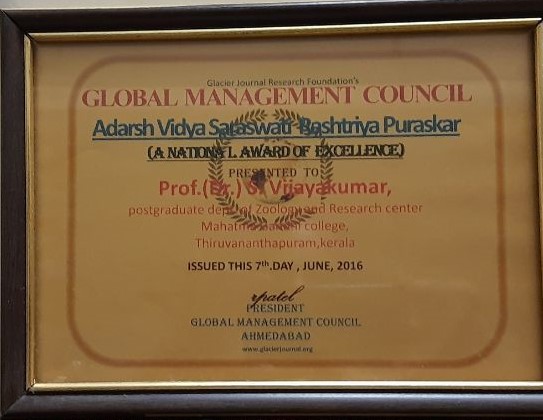 Glacier Journal Research Foundation's
GLOBAL MANAGEMENT COUNCIL
Adarsh Vidya Saraswati Rashtriya Puraskar
(A NATIONAL AWARD OF EXCELLENCE)
PRESENTED TO
Prof.(Dr.) S. Vijayakumar,
postgraduate dept. of Zoology and Research center
Mahatma Gandhi college,
Thiruvananthapuram,kerala
ISSUED THIS 7th.DAY , JUNE, 2016
rpatel
PRESIDENT
GLOBAL MANAGEMENT COUNCIL
AHMEDABAD
www.glacierjournal.org